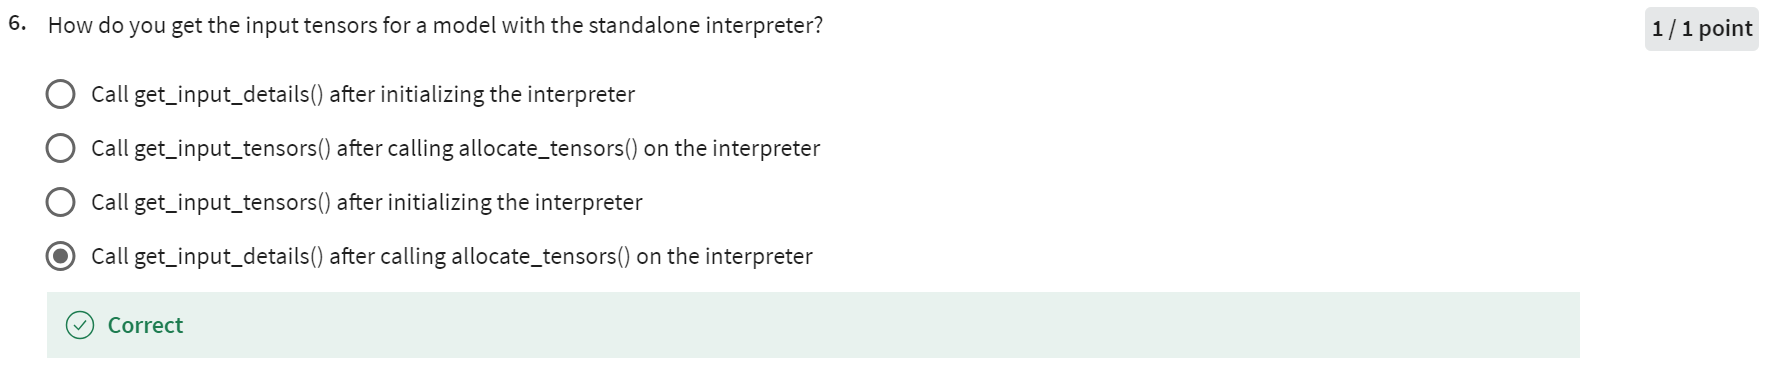 6. How do you get the input tensors for a model with the standalone interpreter?
1 / 1 point
Call get_input_details() after initializing the interpreter
Call get_input_tensors() after calling allocate_tensors() on the interpreter
Call get_input_tensors() after initializing the interpreter
Call get_input_details() after calling allocate_tensors() on the interpreter
Correct